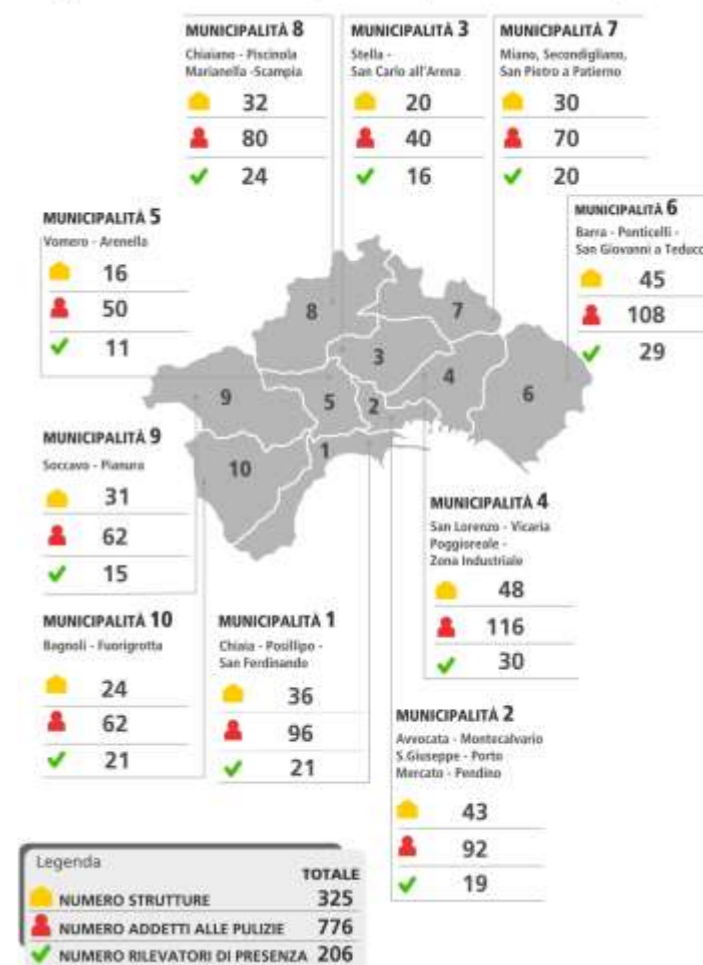 MUNICIPALITÀ 8
Chiaiano - Piscinola
Marianella -Scampia
32
80
24
MUNICIPALITÀ 3
Stella -
San Carlo all'Arena
20
40
16
MUNICIPALITÀ 7
Miano, Secondigliano,
San Pietro a Patierno
30
70
20
MUNICIPALITÀ 5
Vomero - Arenella
16
50
11
MUNICIPALITÀ 6
Barra - Ponticelli -
San Giovanni a Teducc
45
108
29
8
7
3
4
6
9
5
2
1
10
MUNICIPALITÀ 9
Soccavo - Pianura
31
62
15
MUNICIPALITÀ 4
San Lorenzo - Vicaria
Poggioreale -
Zona Industriale
48
116
30
MUNICIPALITÀ 10
Bagnoli - Fuorigrotta
24
62
21
MUNICIPALITÀ 1
Chiaia - Posillipo -
San Ferdinando
36
96
21
MUNICIPALITÀ 2
Avvocata - Montecalvario
S.Giuseppe - Porto
Mercato - Pendino
43
92
19
Legenda
TOTALE
NUMERO STRUTTURE 325
NUMERO ADDETTI ALLE PULIZIE 776
NUMERO RILEVATORI DI PRESENZA 206